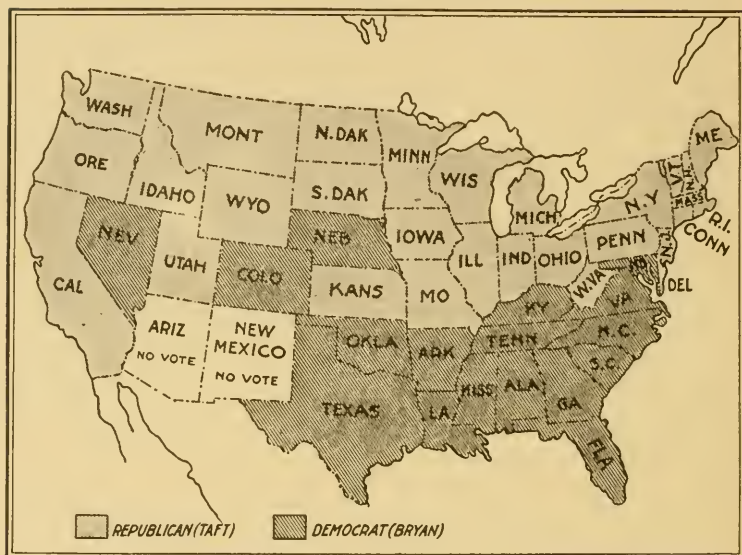 WASH
MONT
N.DAK
MINN
ME
ORE
IDAHO
WYO
S.DAK
WIS
MICH
N.Y
VT
N.H.
MASS
R.I.
CONN
NEV
UTAH
COLO
NEB
IOWA
ILL
IND
OHIO
PENN
N.J.
MD
DEL
CAL
KANS
MO
W.VA
KY
VA
ARIZ
NO VOTE
NEW
MEXICO
NO VOTE
OKLA
ARK
TENN
N.C.
S.C.
TEXAS
LA
MISS
ALA
GA
FLA
REPUBLICAN (TAFT)
DEMOCRAT (BRYAN)